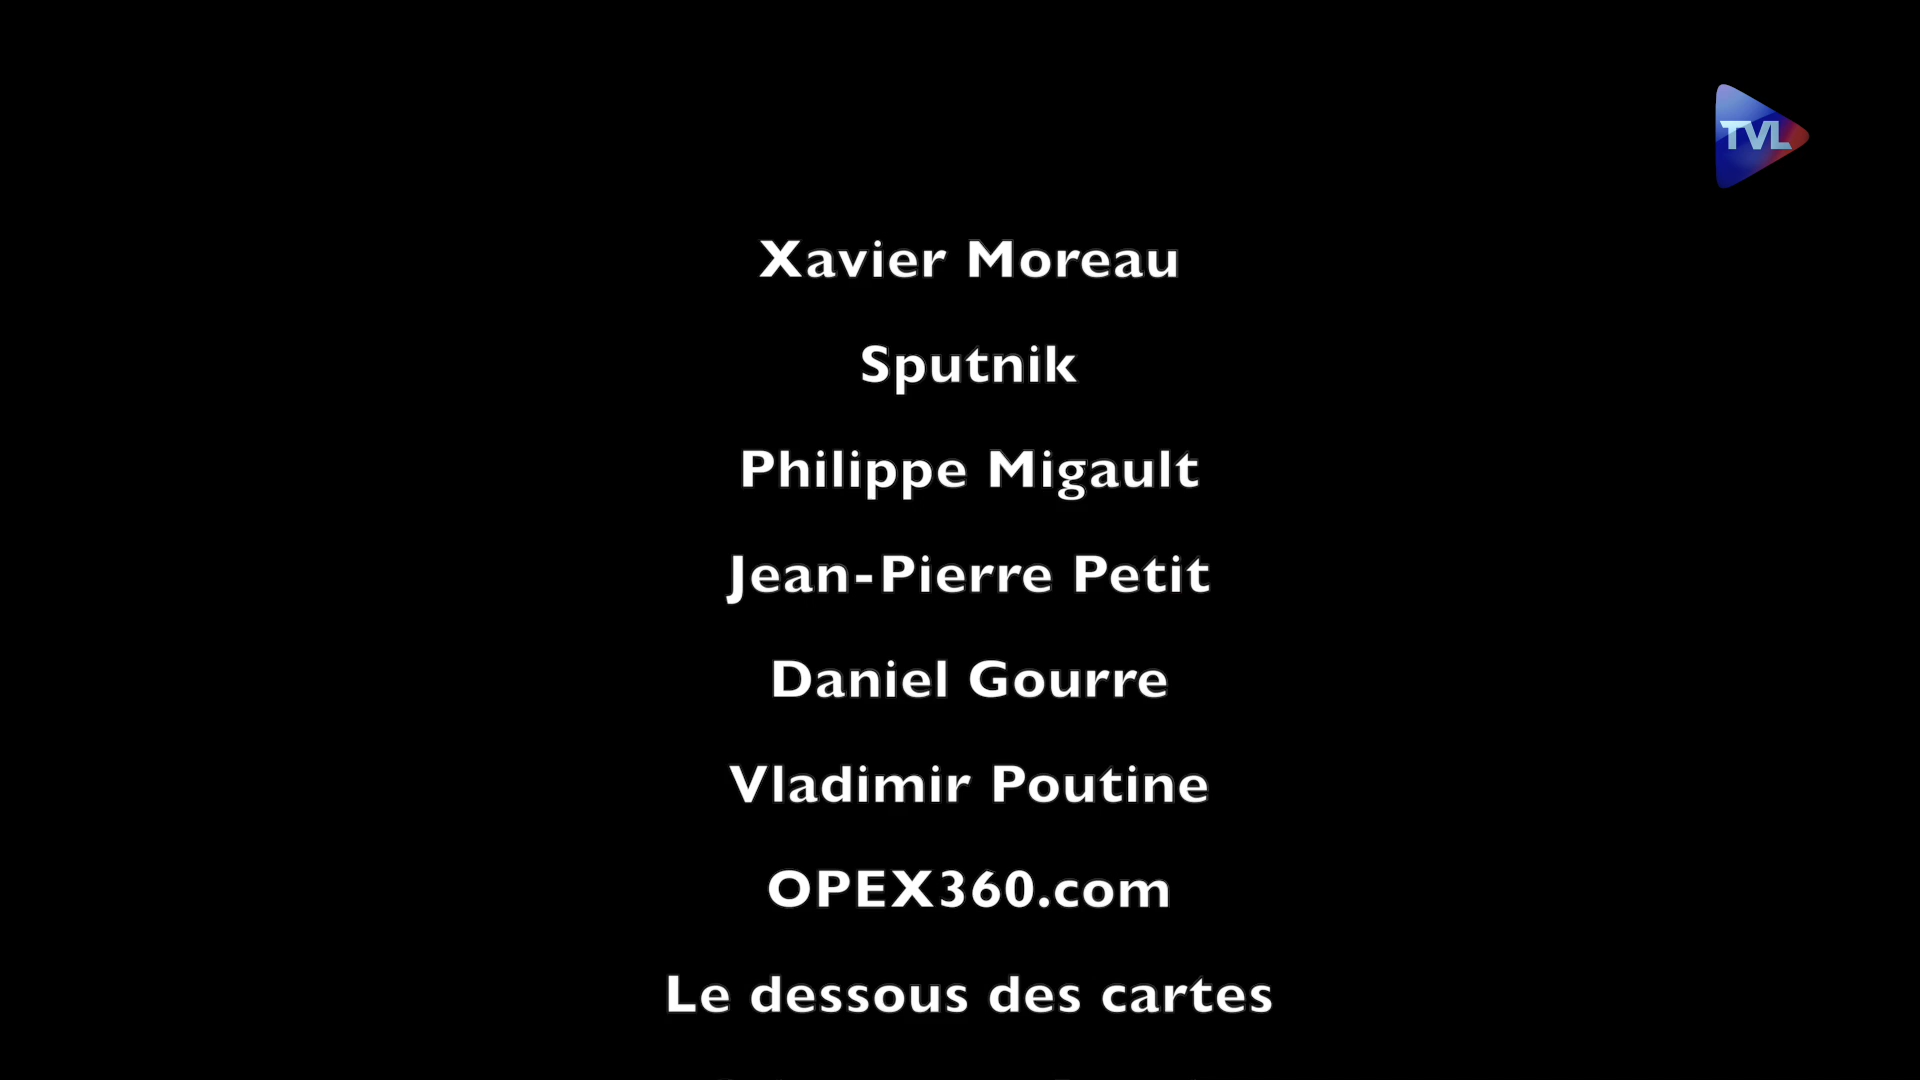 TVL
Xavier Moreau
Sputnik
Philippe Migault
Jean-Pierre Petit
Daniel Gourre
Vladimir Poutine
OPEX360.com
Le dessous des cartes